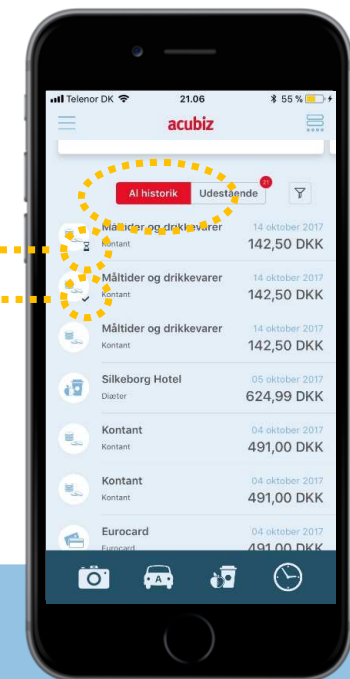 Telenor DK 21.06 55 %
acubiz
Al historik Udestående 21
Måltider og drikkevarer 14 oktober 2017
Kontant 142,50 DKK
Måltider og drikkevarer 14 oktober 2017
Kontant 142,50 DKK
Måltider og drikkevarer 14 oktober 2017
Kontant 142,50 DKK
Silkeborg Hotel 05 oktober 2017
Diæter 624,99 DKK
Kontant 04 oktober 2017
Kontant 491,00 DKK
Kontant 04 oktober 2017
Kontant 491,00 DKK
Eurocard 04 oktober 2017
Eurocard 491,00 DKK
A